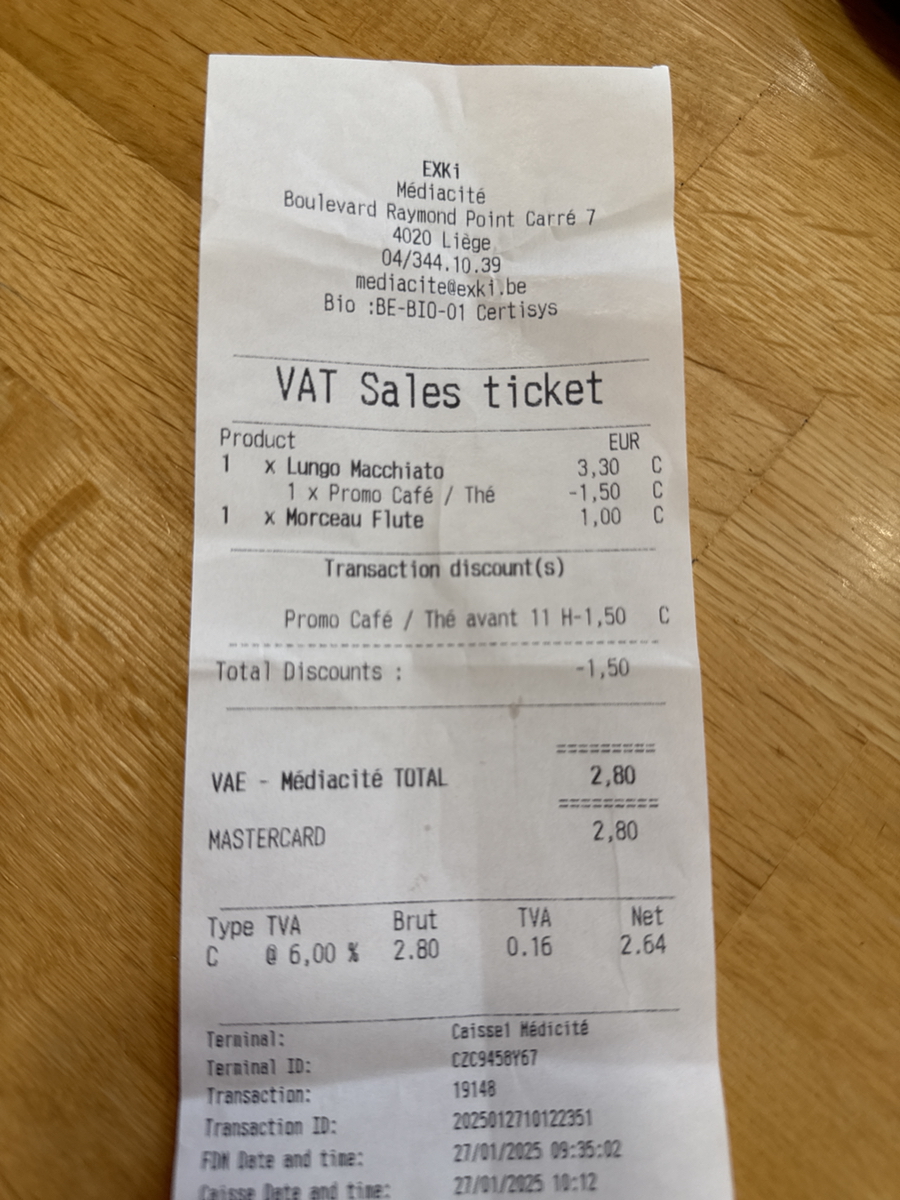 EXKi
Médiacité
Boulevard Raymond Point Carré 7
4020 Liège
04/344.10.39
mediacite@exki.be
Bio :BE-BIO-01 Certisys
VAT Sales ticket
Product EUR
1 x Lungo Macchiato 3,30 C
1 x Promo Café / Thé -1,50 C
1 x Morceau Flute 1,00 C
Transaction discount(s)
Promo Café / Thé avant 11 H-1,50 C
Total Discounts : -1,50
=========
VAE - Médiacité TOTAL 2,80
=========
MASTERCARD 2,80
Type TVA Brut TVA Net
C @ 6,00 % 2.80 0.16 2.64
Terminal: Caisse1 Médicité
Terminal ID: CZC9458Y67
Transaction: 19148
Transaction ID: 2025012710122351
FDM Date and time: 27/01/2025 09:35:02
Caisse Date and time: 27/01/2025 10:12